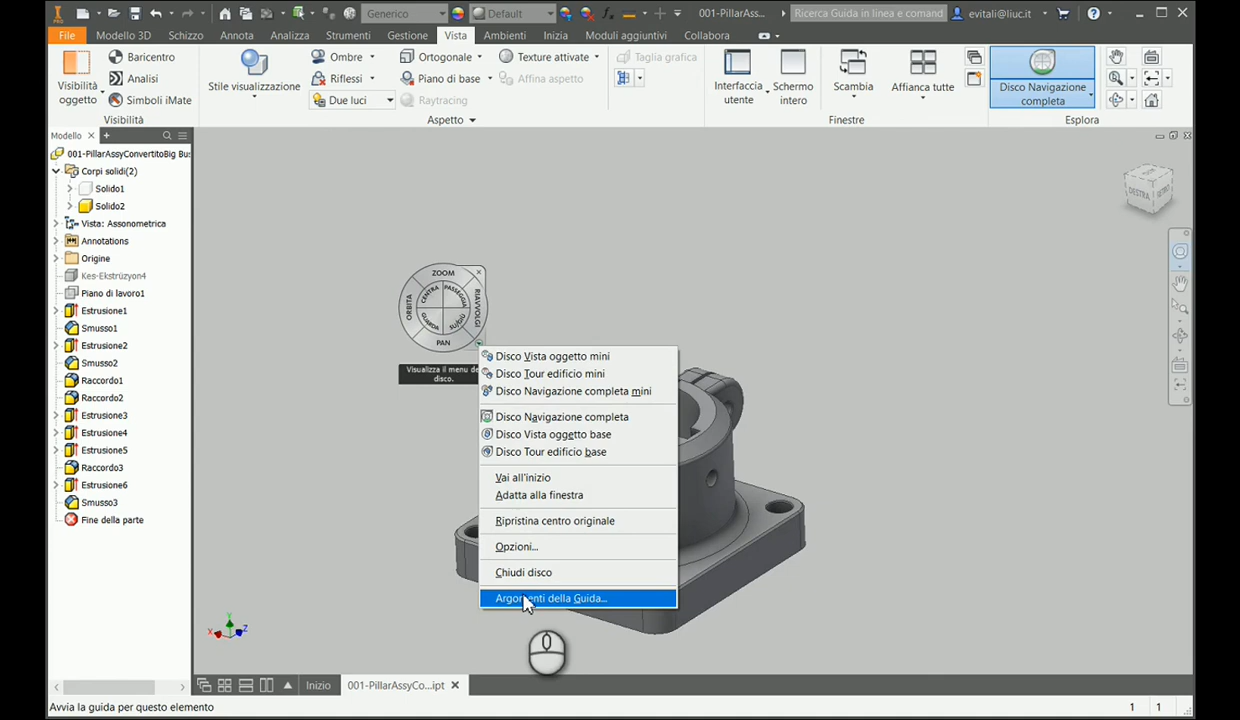 Generico
Default
001-PillarAss...
Ricerca Guida in linea e comand
evitali@liuc.it
File
Modello 3D
Schizzo
Annota
Analizza
Strumenti
Gestione
Vista
Ambienti
Inizia
Moduli aggiuntivi
Collabora
Visibilità
oggetto
Baricentro
Analisi
Simboli iMate
Visibilità
Stile visualizzazione
Ombre
Riflessi
Due luci
Ortogonale
Piano di base
Raytracing
Texture attivate
Affina aspetto
Aspetto
Taglia grafica
Interfaccia
utente
Schermo
intero
Scambia
Affianca tutte
Finestre
Disco Navigazione
completa
Esplora
Modello
001-PillarAssyConvertitoBig Bus
Corpi solidi(2)
Solido1
Solido2
Vista: Assonometrica
Annotations
Origine
Kes-Ekstrüzyon4
Piano di lavoro1
Estrusione1
Smusso1
Estrusione2
Smusso2
Raccordo1
Raccordo2
Estrusione3
Estrusione4
Estrusione5
Raccordo3
Estrusione6
Smusso3
Fine della parte
ZOOM
ORBITA
CENTRA
PASSEGGIA
RIAVVOLGI
GUARDA
SU/GIÙ
PAN
Visualizza il menu de
disco.
Disco Vista oggetto mini
Disco Tour edificio mini
Disco Navigazione completa mini
Disco Navigazione completa
Disco Vista oggetto base
Disco Tour edificio base
Vai all'inizio
Adatta alla finestra
Ripristina centro originale
Opzioni...
Chiudi disco
Argomenti della Guida...
DESTRA
X
Y
Z
Inizio
001-PillarAssyCo...ipt
Avvia la guida per questo elemento
1
1